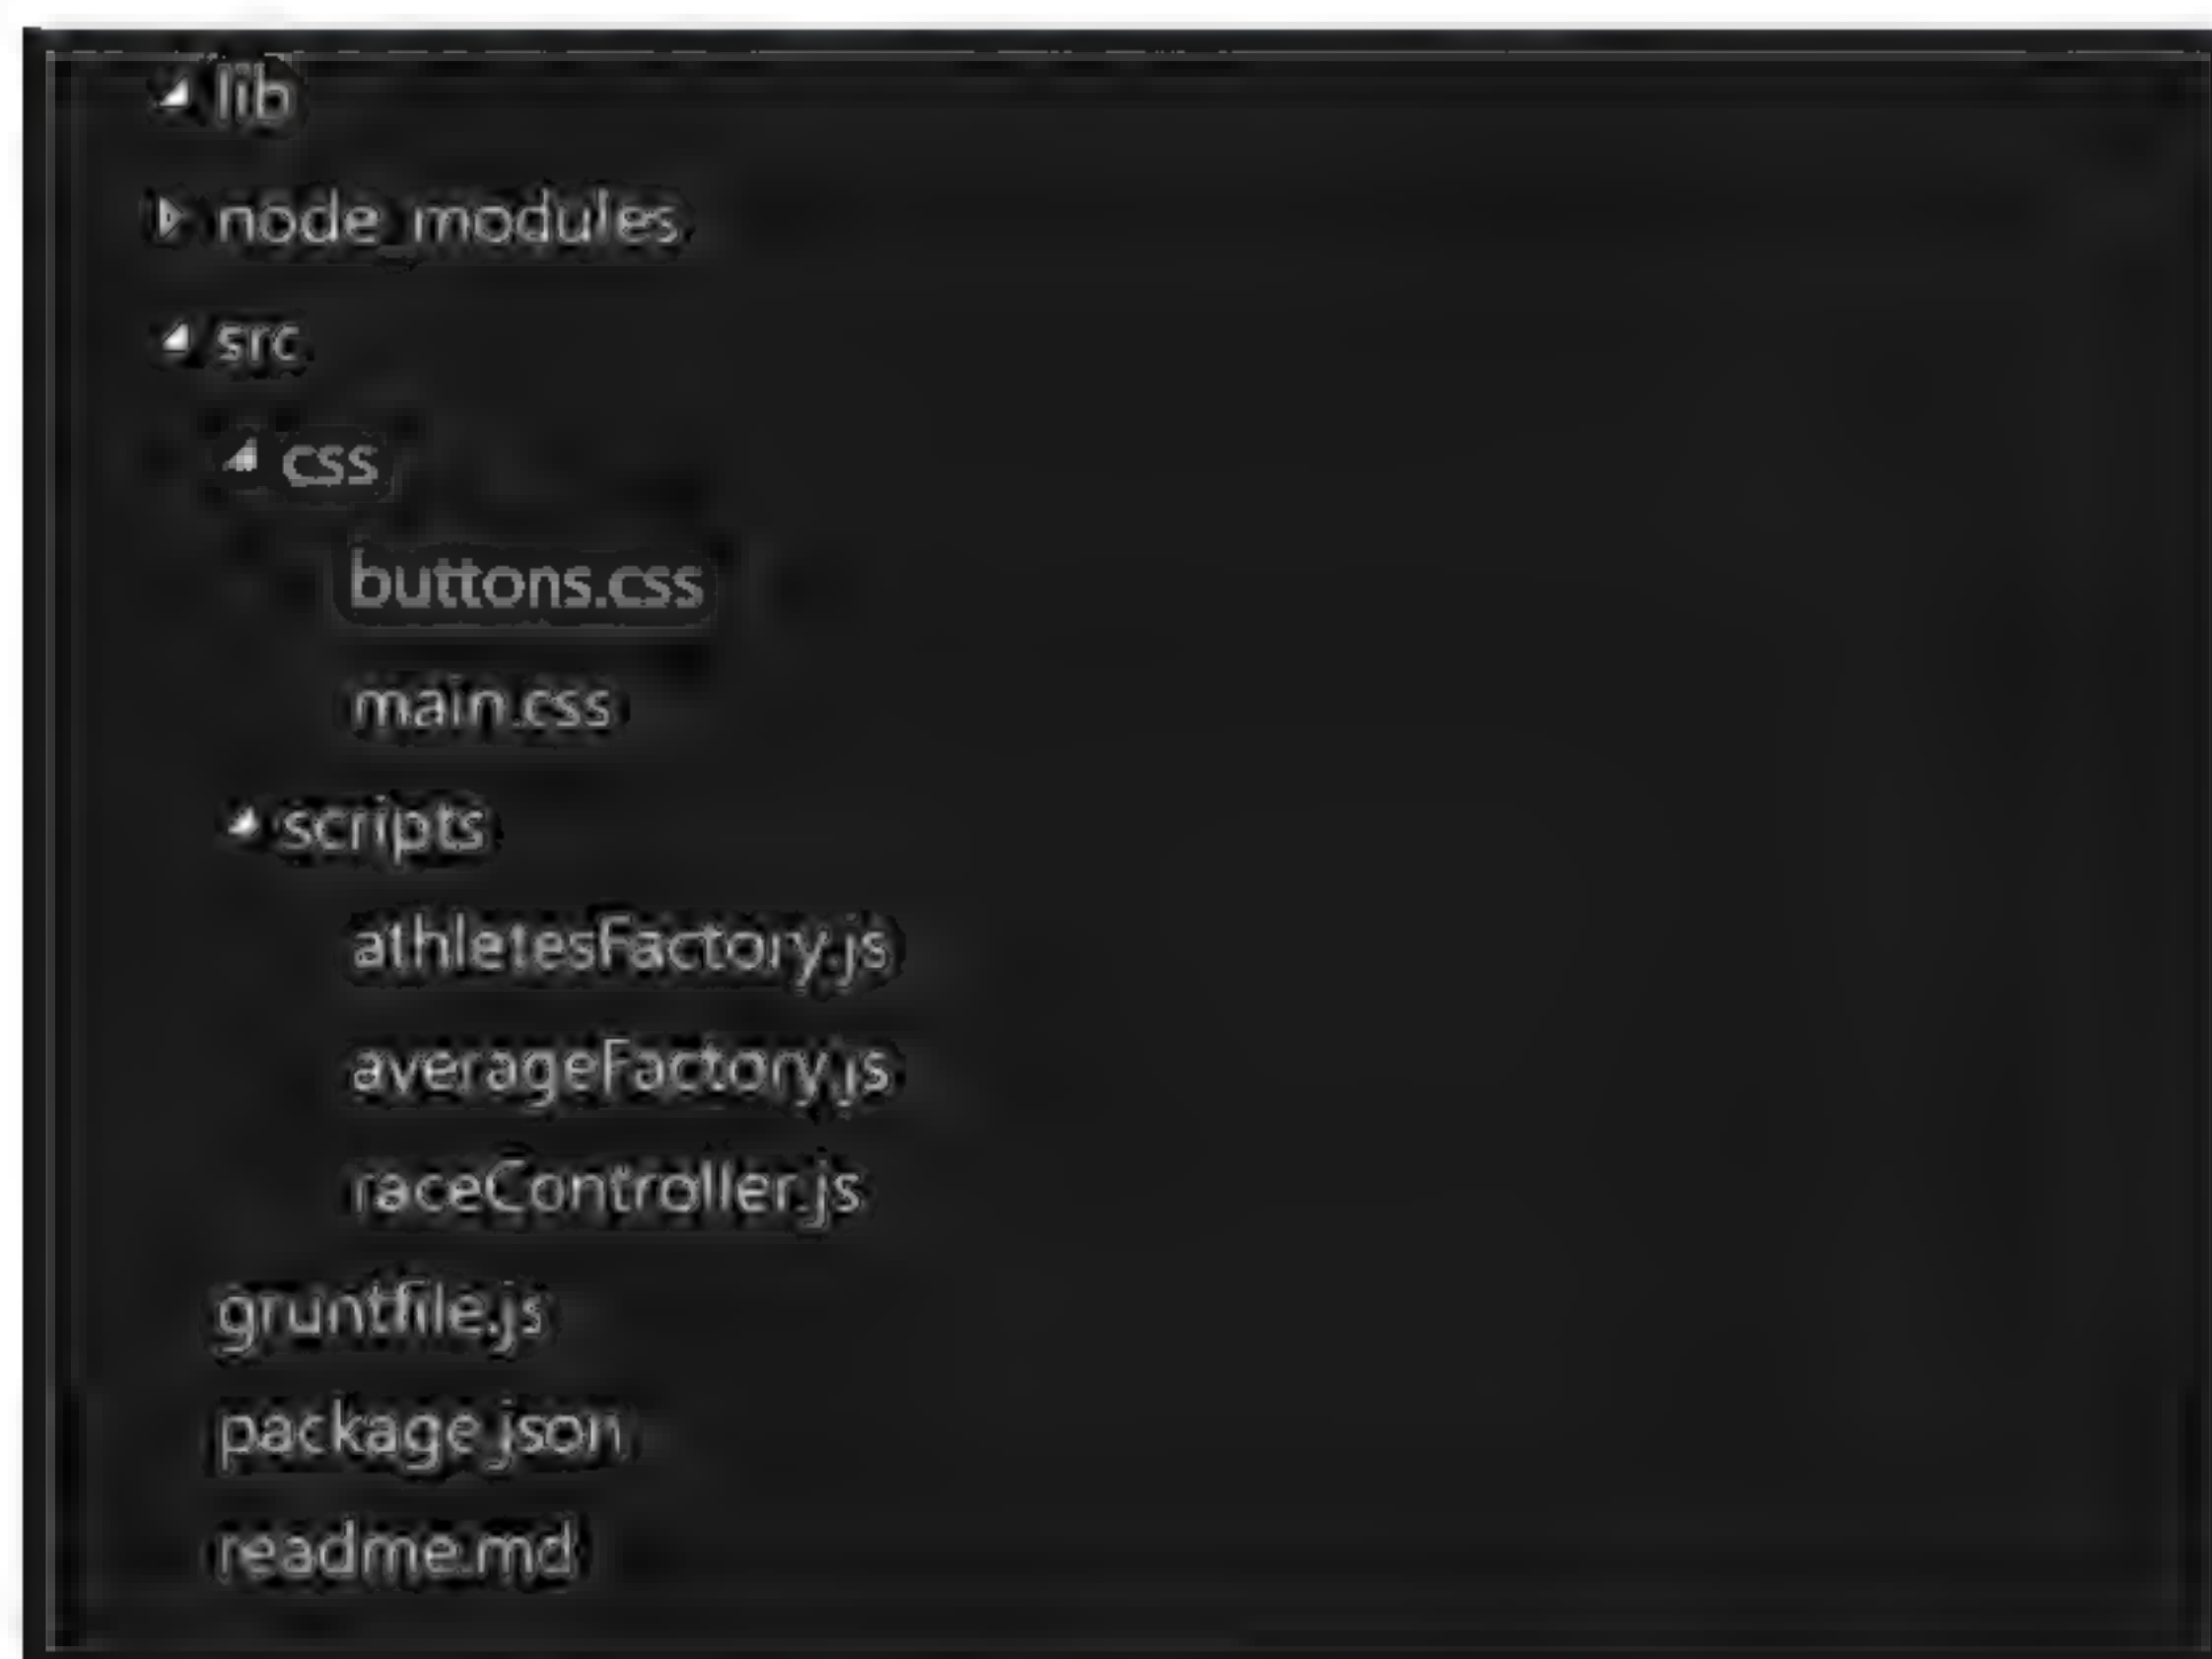 lib
node_modules
src
css
buttons.css
main.css
scripts
athletesFactory.js
averageFactory.js
raceController.js
gruntfile.js
package.json
readme.md